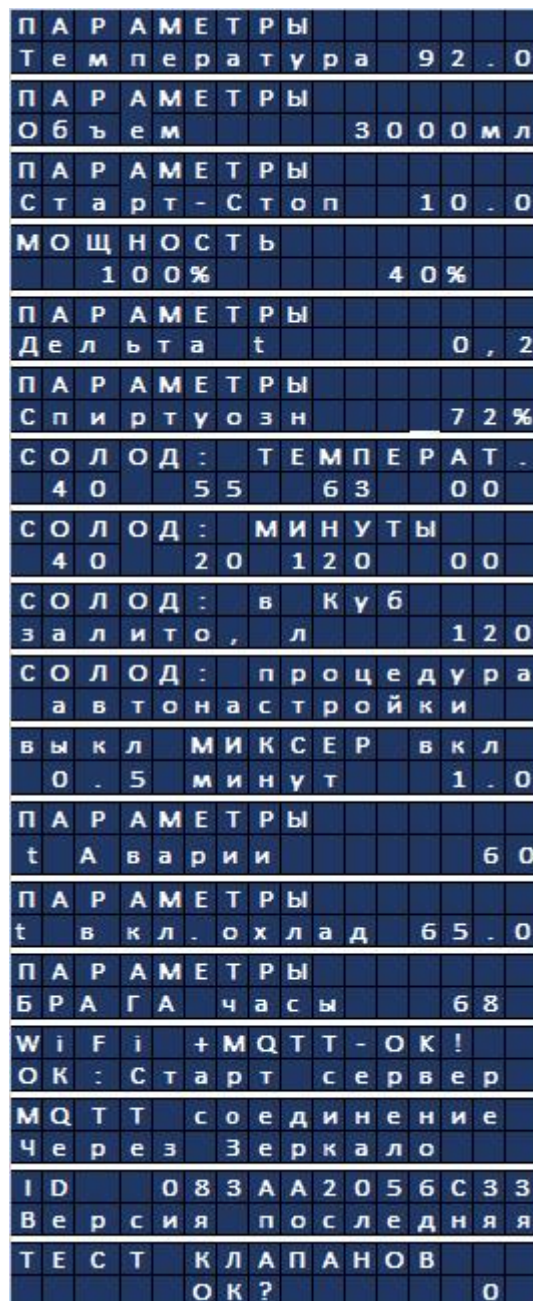 ПАРАМЕТРЫ
Температура 92.0
ПАРАМЕТРЫ
Объем 3000мл
ПАРАМЕТРЫ
Старт-Стоп 10.0
МОЩНОСТЬ
100% 40%
ПАРАМЕТРЫ
Дельта t 0,2
ПАРАМЕТРЫ
Спиртуозн _72%
СОЛОД: ТЕМПЕРАТ.
40 55 63 00
СОЛОД: МИНУТЫ
40 20 120 00
СОЛОД: в Куб
залито, л 120
СОЛОД: процедура
автонастройки
выкл МИКСЕР вкл
0.5 минут 1.0
ПАРАМЕТРЫ
t Аварии 60
ПАРАМЕТРЫ
t вкл.охлад 65.0
ПАРАМЕТРЫ
БРАГА часы 68
WiFi +MQTT-OK!
ОК:Старт сервер
MQTT соединение
Через Зеркало
ID 083AA2056C33
Версия последняя
ТЕСТ КЛАПАНОВ
ОК? 0